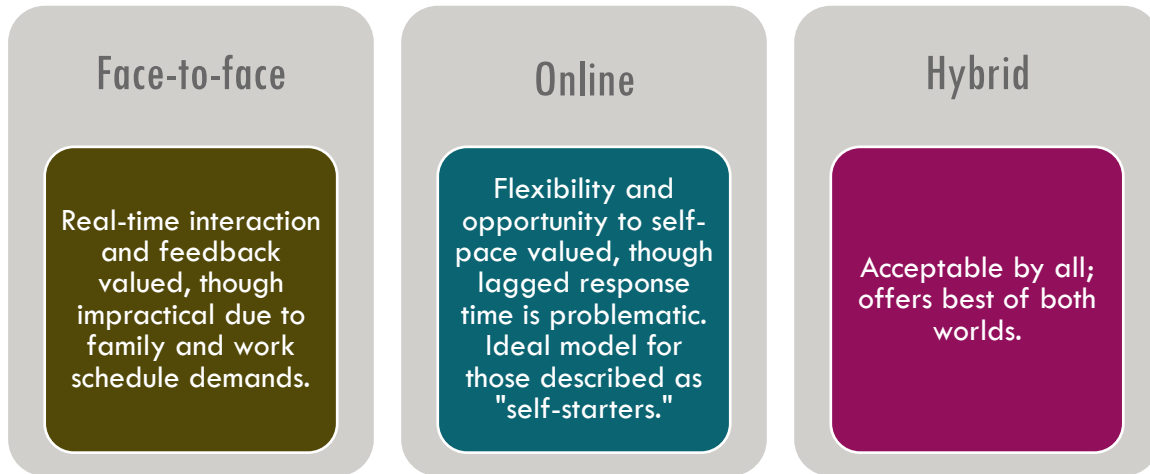 Face-to-face
Real-time interaction
and feedback
valued, though
impractical due to
family and work
schedule demands.
Online
Flexibility and
opportunity to self-
pace valued, though
lagged response
time is problematic.
Ideal model for
those described as
"self-starters."
Hybrid
Acceptable by all;
offers best of both
worlds.